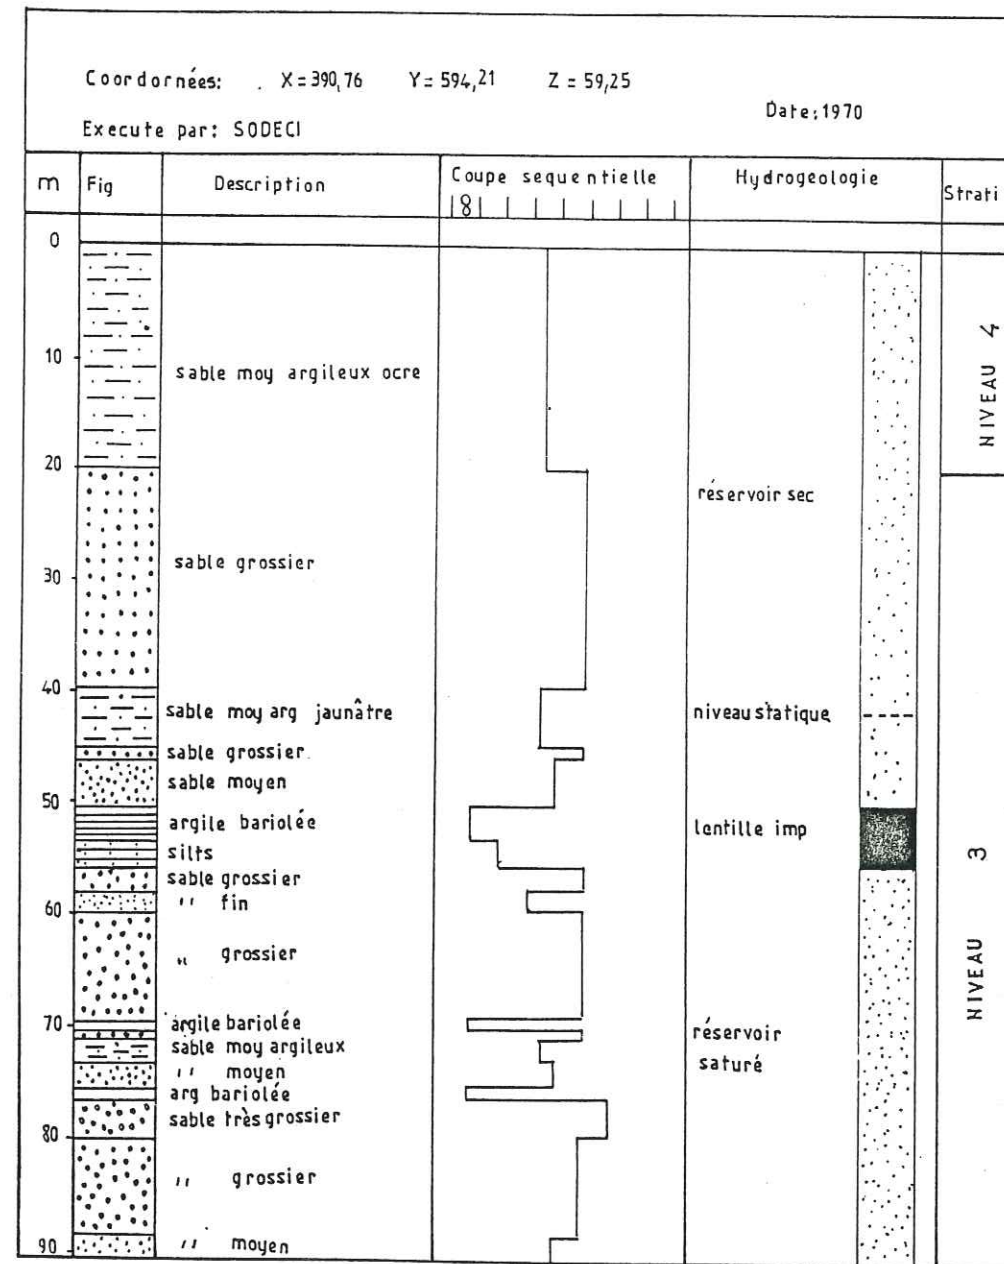 Coordornées: . X=390,76 Y=594,21 Z=59,25
Date:1970
Execute par: SODECI
m Fig Description Coupe sequentielle Hydrogeologie Strati
0
10
sable moy argileux ocre
NIVEAU 4
20
réservoir sec
sable grossier
30
40
sable moy arg jaunâtre
niveau statique
sable grossier
sable moyen
50
argile bariolée
lentille imp
silts
sable grossier
'' fin
60
'' grossier
NIVEAU 3
70
argile bariolée
réservoir
sable moy argileux
saturé
'' moyen
arg bariolée
sable très grossier
80
'' grossier
90
'' moyen